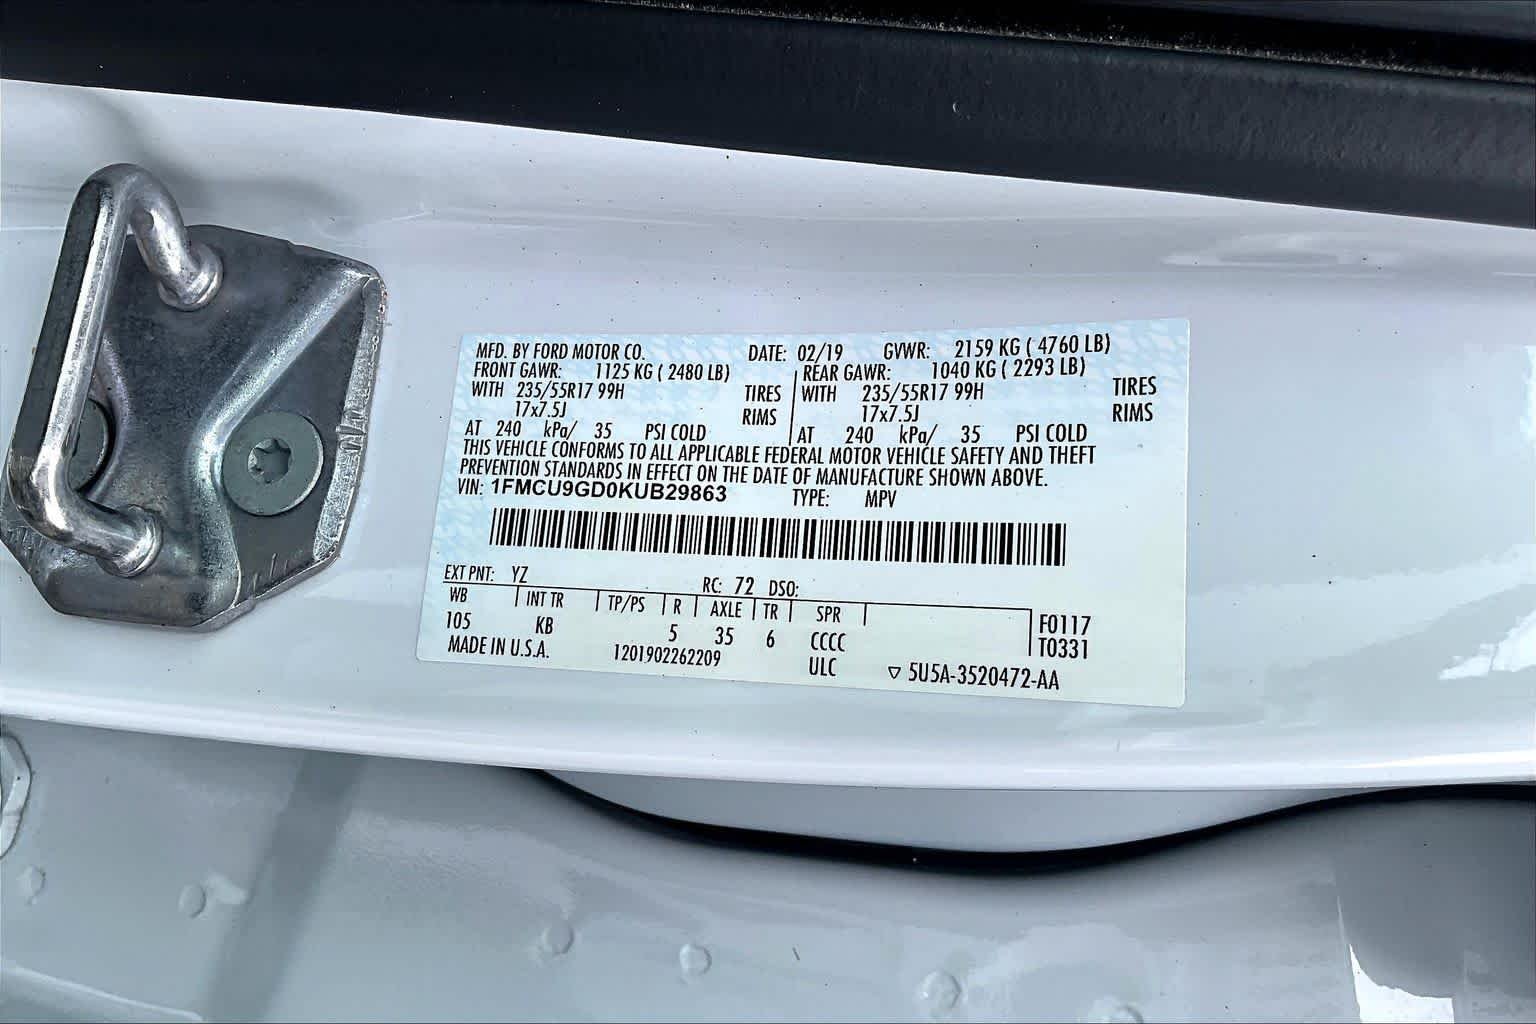 MFD. BY FORD MOTOR CO. DATE: 02/19 GVWR: 2159 KG ( 4760 LB)
FRONT GAWR: 1125 KG ( 2480 LB) REAR GAWR: 1040 KG ( 2293 LB)
WITH 235/55R17 99H TIRES WITH 235/55R17 99H TIRES
17x7.5J RIMS 17x7.5J RIMS
AT 240 kPa/ 35 PSI COLD AT 240 kPa/ 35 PSI COLD
THIS VEHICLE CONFORMS TO ALL APPLICABLE FEDERAL MOTOR VEHICLE SAFETY AND THEFT
PREVENTION STANDARDS IN EFFECT ON THE DATE OF MANUFACTURE SHOWN ABOVE.
VIN: 1FMCU9GD0KUB29863 TYPE: MPV
EXT PNT: YZ RC: 72 DSO:
WB INT TR TP/PS R AXLE TR SPR F0117
105 KB 5 35 6 CCCC T0331
MADE IN U.S.A. 1201902262209 ULC ▽ 5U5A-3520472-AA